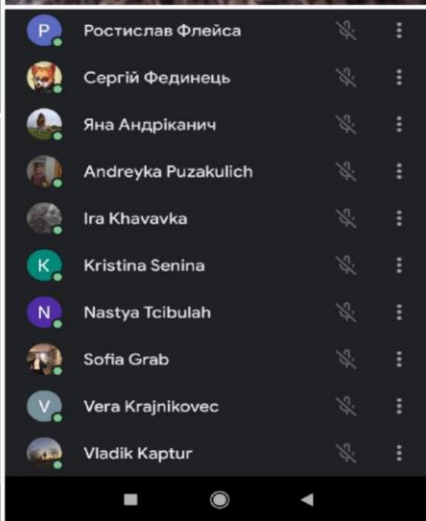 Р Ростислав Флейса
Сергій Фединець
Яна Андріканич
Andreyka Puzakulich
Ira Khavavka
K Kristina Senina
N Nastya Tcibulah
Sofia Grab
V Vera Krajnikovec
Vladik Kaptur